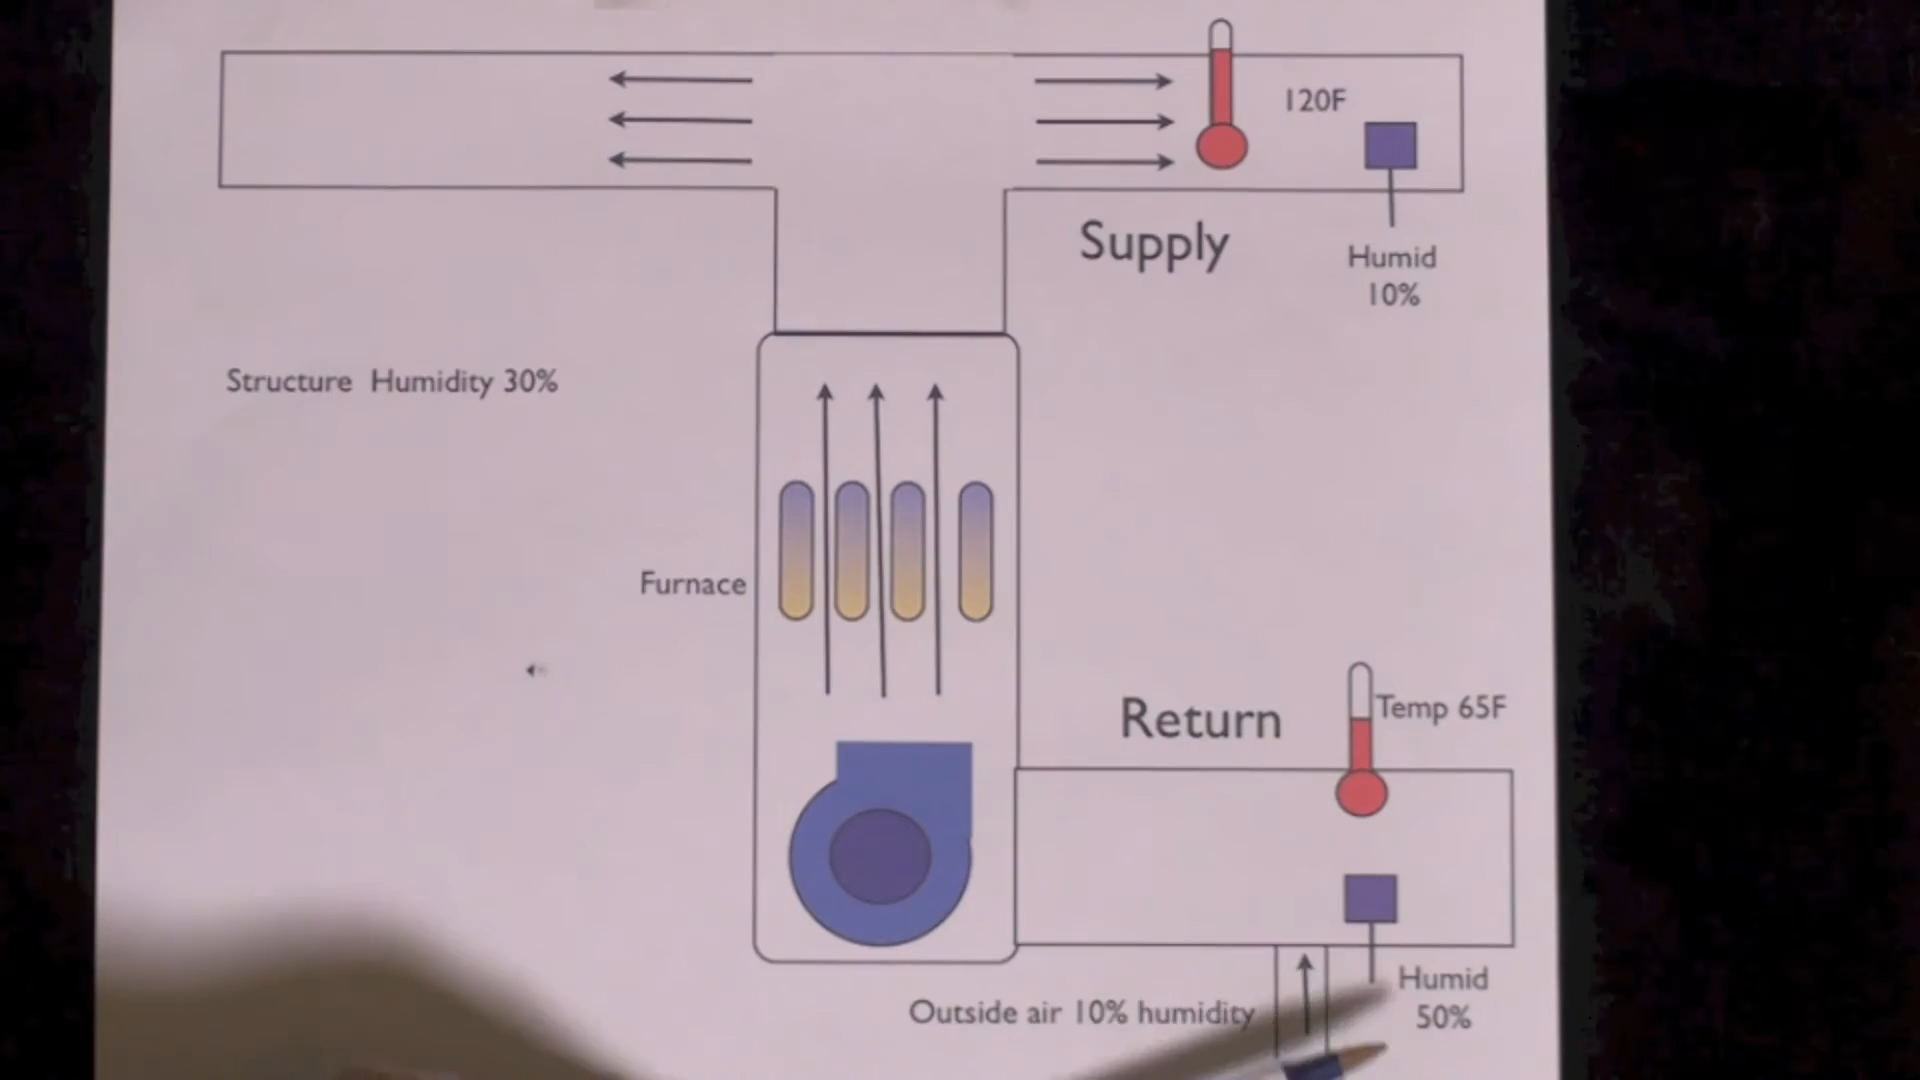 120F
Supply
Humid
10%
Structure Humidity 30%
Furnace
Return
Temp 65F
Outside air 10% humidity
Humid
50%